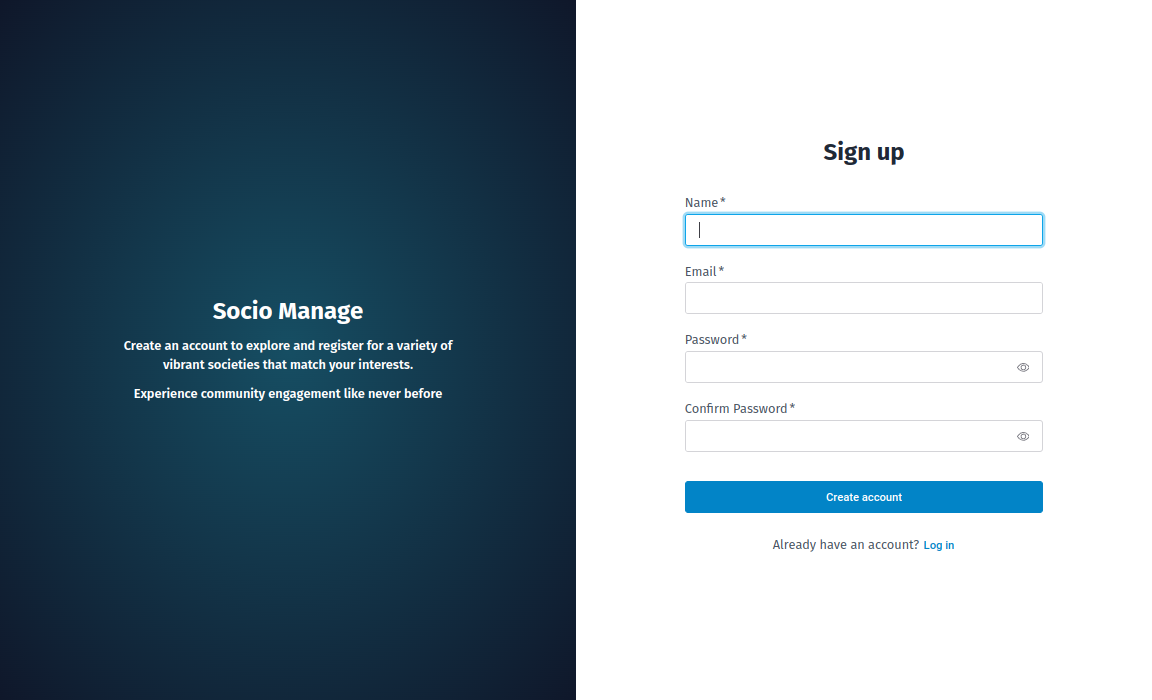 Socio Manage
Create an account to explore and register for a variety of
vibrant societies that match your interests.
Experience community engagement like never before
Sign up
Name *
Email *
Password *
Confirm Password *
Create account
Already have an account? Log in